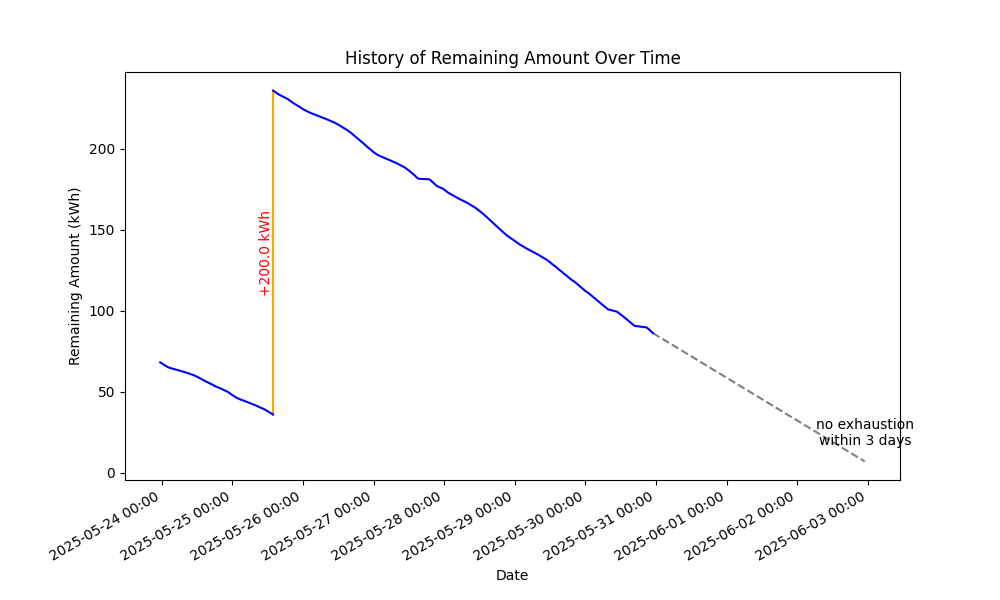 History of Remaining Amount Over Time
Remaining Amount (kWh)
200
150
100
50
0
+200.0 kWh
no exhaustion
within 3 days
2025-05-24 00:00
2025-05-25 00:00
2025-05-26 00:00
2025-05-27 00:00
2025-05-28 00:00
2025-05-29 00:00
2025-05-30 00:00
2025-05-31 00:00
2025-06-01 00:00
2025-06-02 00:00
2025-06-03 00:00
Date